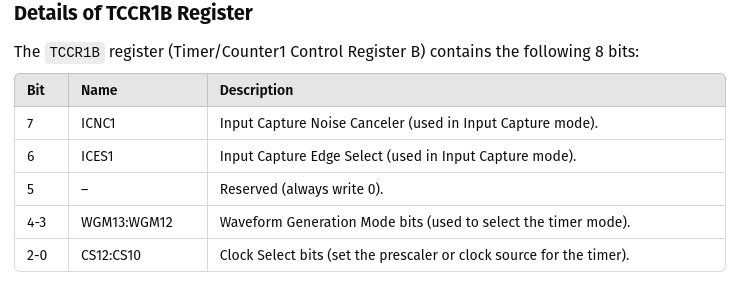 Details of TCCR1B Register
The TCCR1B register (Timer/Counter1 Control Register B) contains the following 8 bits:
Bit Name Description
7 ICNC1 Input Capture Noise Canceler (used in Input Capture mode).
6 ICES1 Input Capture Edge Select (used in Input Capture mode).
5 – Reserved (always write 0).
4-3 WGM13:WGM12 Waveform Generation Mode bits (used to select the timer mode).
2-0 CS12:CS10 Clock Select bits (set the prescaler or clock source for the timer).